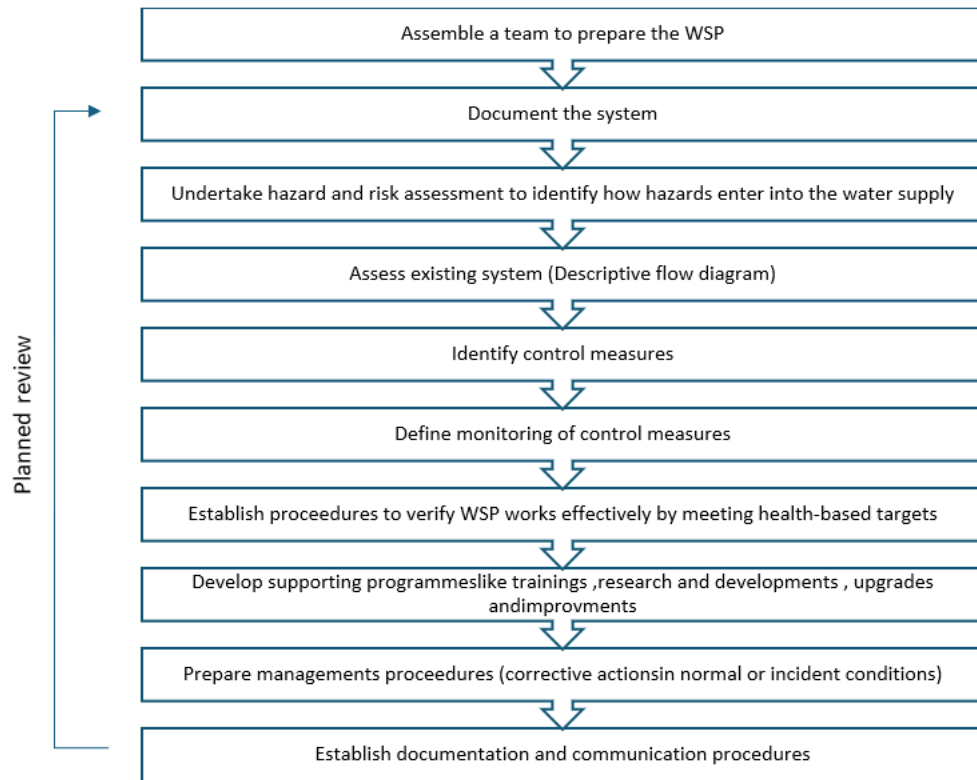 Assemble a team to prepare the WSP
Document the system
Undertake hazard and risk assessment to identify how hazards enter into the water supply
Assess existing system (Descriptive flow diagram)
Identify control measures
Define monitoring of control measures
Establish proceedures to verify WSP works effectively by meeting health-based targets
Develop supporting programmeslike trainings ,research and developments , upgrades
andimprovments
Prepare managements proceedures (corrective actionsin normal or incident conditions)
Establish documentation and communication procedures
Planned review